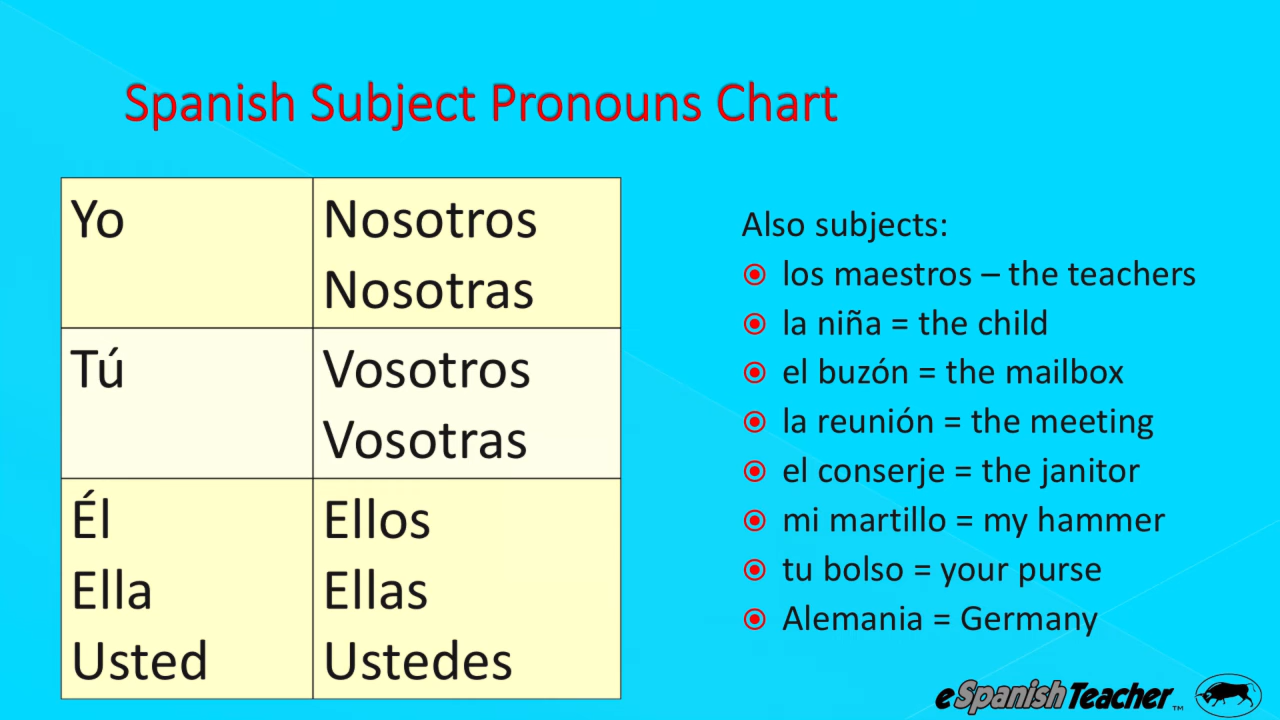 Spanish Subject Pronouns Chart
Yo
Nosotros
Nosotras
Tú
Vosotros
Vosotras
Él
Ella
Usted
Ellos
Ellas
Ustedes
Also subjects:
los maestros – the teachers
la niña = the child
el buzón = the mailbox
la reunión = the meeting
el conserje = the janitor
mi martillo = my hammer
tu bolso = your purse
Alemania = Germany
eSpanishTeacher™